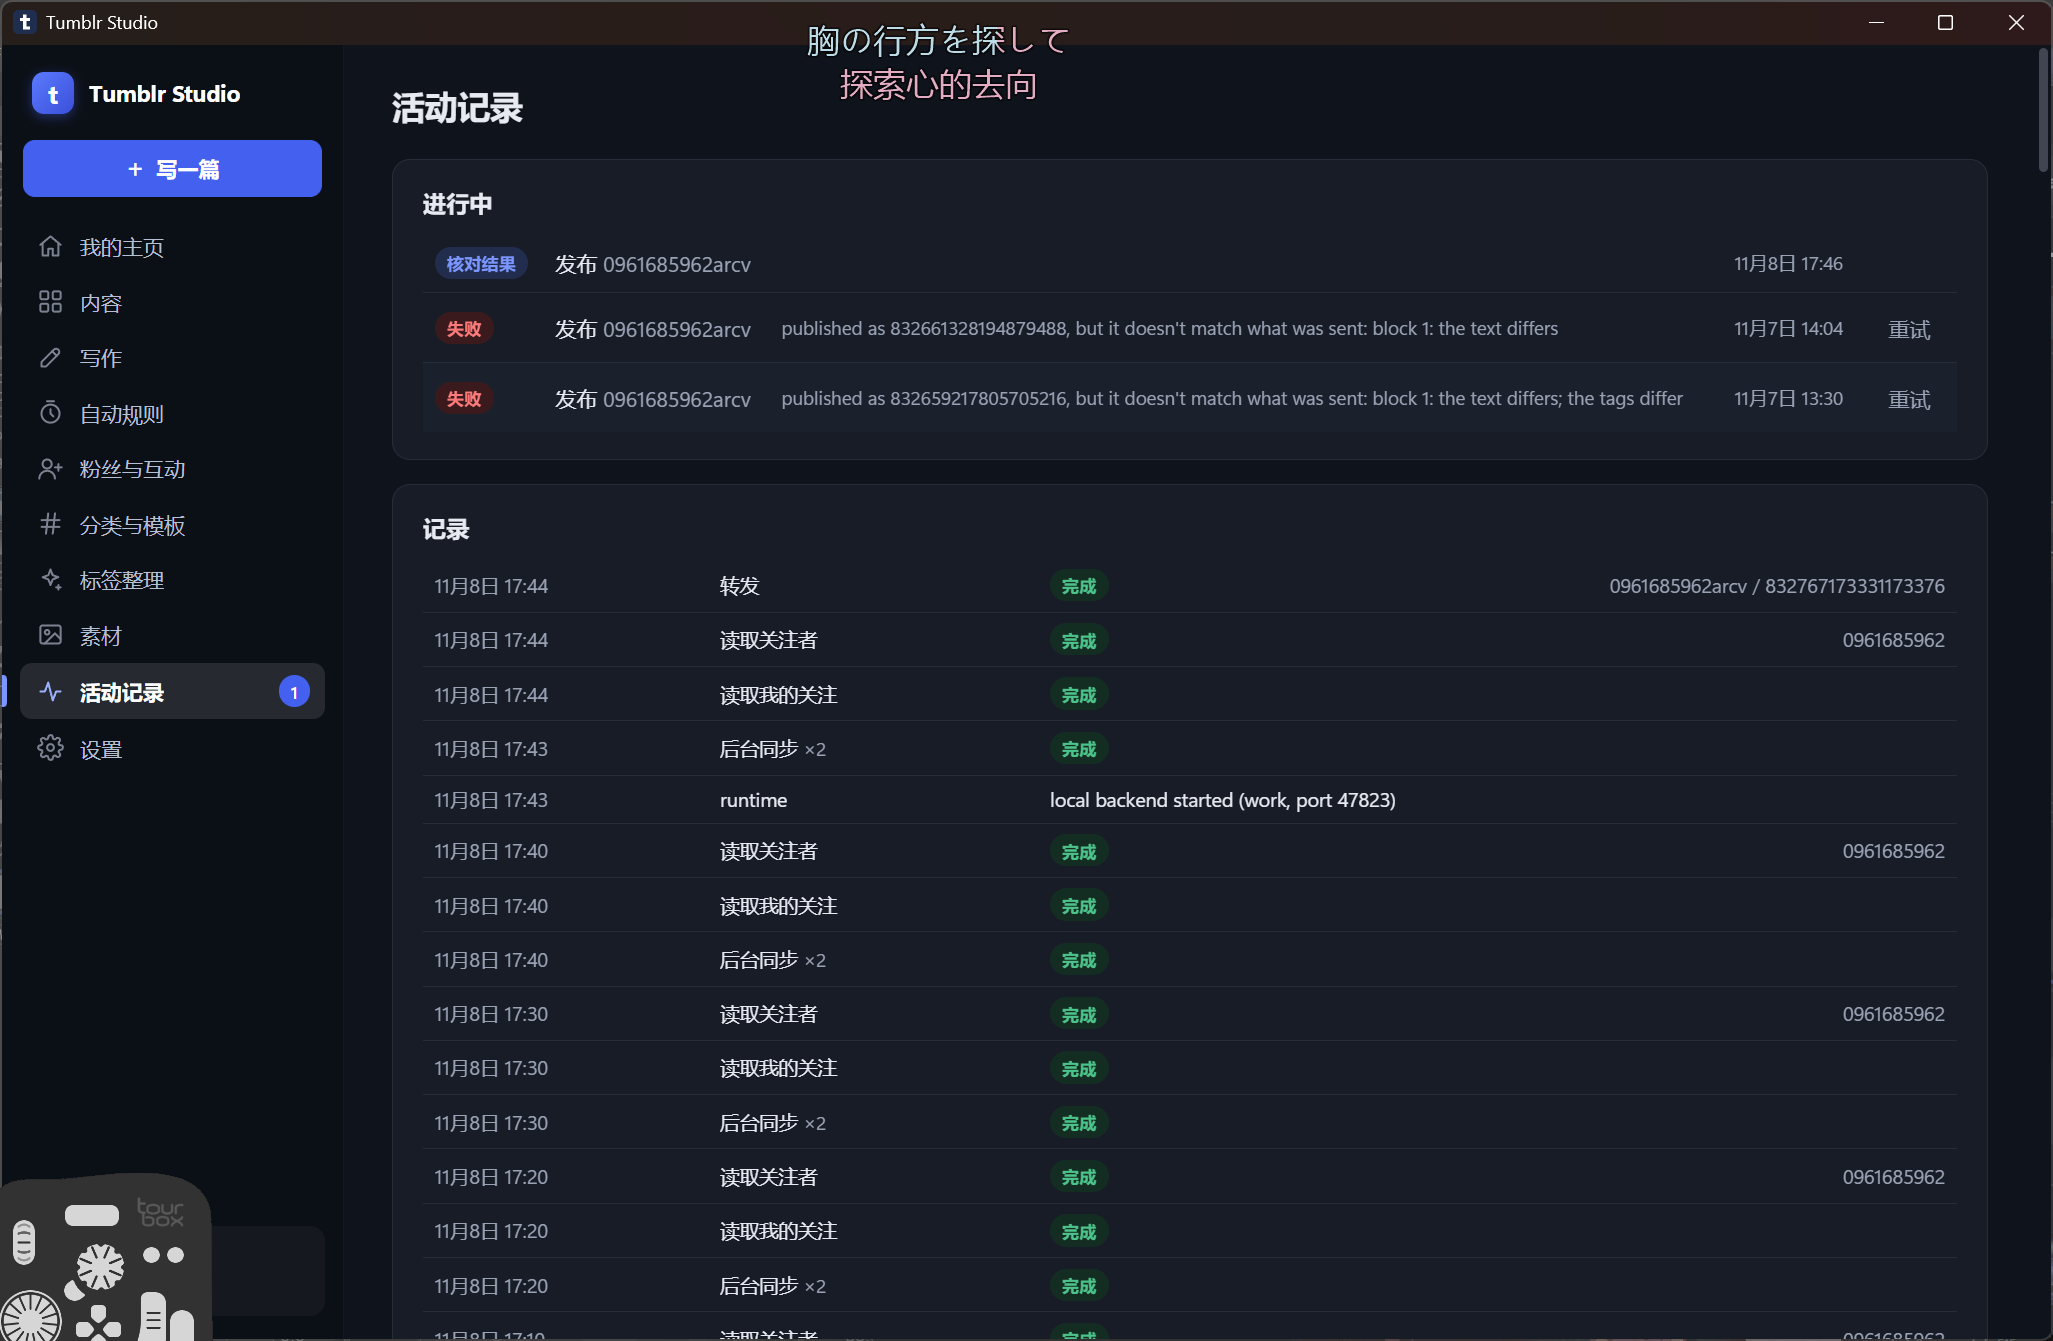 Tumblr Studio
胸の行方を探して
探索心的去向
t Tumblr Studio
+ 写一篇
我的主页
内容
写作
自动规则
粉丝与互动
分类与模板
标签整理
素材
活动记录 1
设置
tour
box
活动记录
进行中
核对结果 发布 0961685962arcv 11月8日 17:46
失败 发布 0961685962arcv published as 832661328194879488, but it doesn't match what was sent: block 1: the text differs 11月7日 14:04 重试
失败 发布 0961685962arcv published as 832659217805705216, but it doesn't match what was sent: block 1: the text differs; the tags differ 11月7日 13:30 重试
记录
11月8日 17:44 转发 完成 0961685962arcv / 832767173331173376
11月8日 17:44 读取关注者 完成 0961685962
11月8日 17:44 读取我的关注 完成
11月8日 17:43 后台同步 ×2 完成
11月8日 17:43 runtime local backend started (work, port 47823)
11月8日 17:40 读取关注者 完成 0961685962
11月8日 17:40 读取我的关注 完成
11月8日 17:40 后台同步 ×2 完成
11月8日 17:30 读取关注者 完成 0961685962
11月8日 17:30 读取我的关注 完成
11月8日 17:30 后台同步 ×2 完成
11月8日 17:20 读取关注者 完成 0961685962
11月8日 17:20 读取我的关注 完成
11月8日 17:20 后台同步 ×2 完成
11月8日 17:10 读取关注者 完成 0961685962